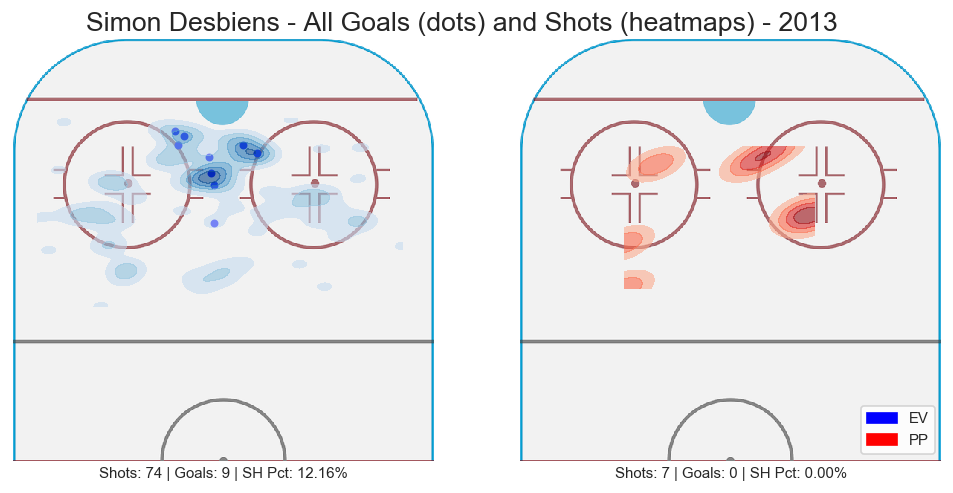 Simon Desbiens - All Goals (dots) and Shots (heatmaps) - 2013
EV
PP
Shots: 74 | Goals: 9 | SH Pct: 12.16%
Shots: 7 | Goals: 0 | SH Pct: 0.00%